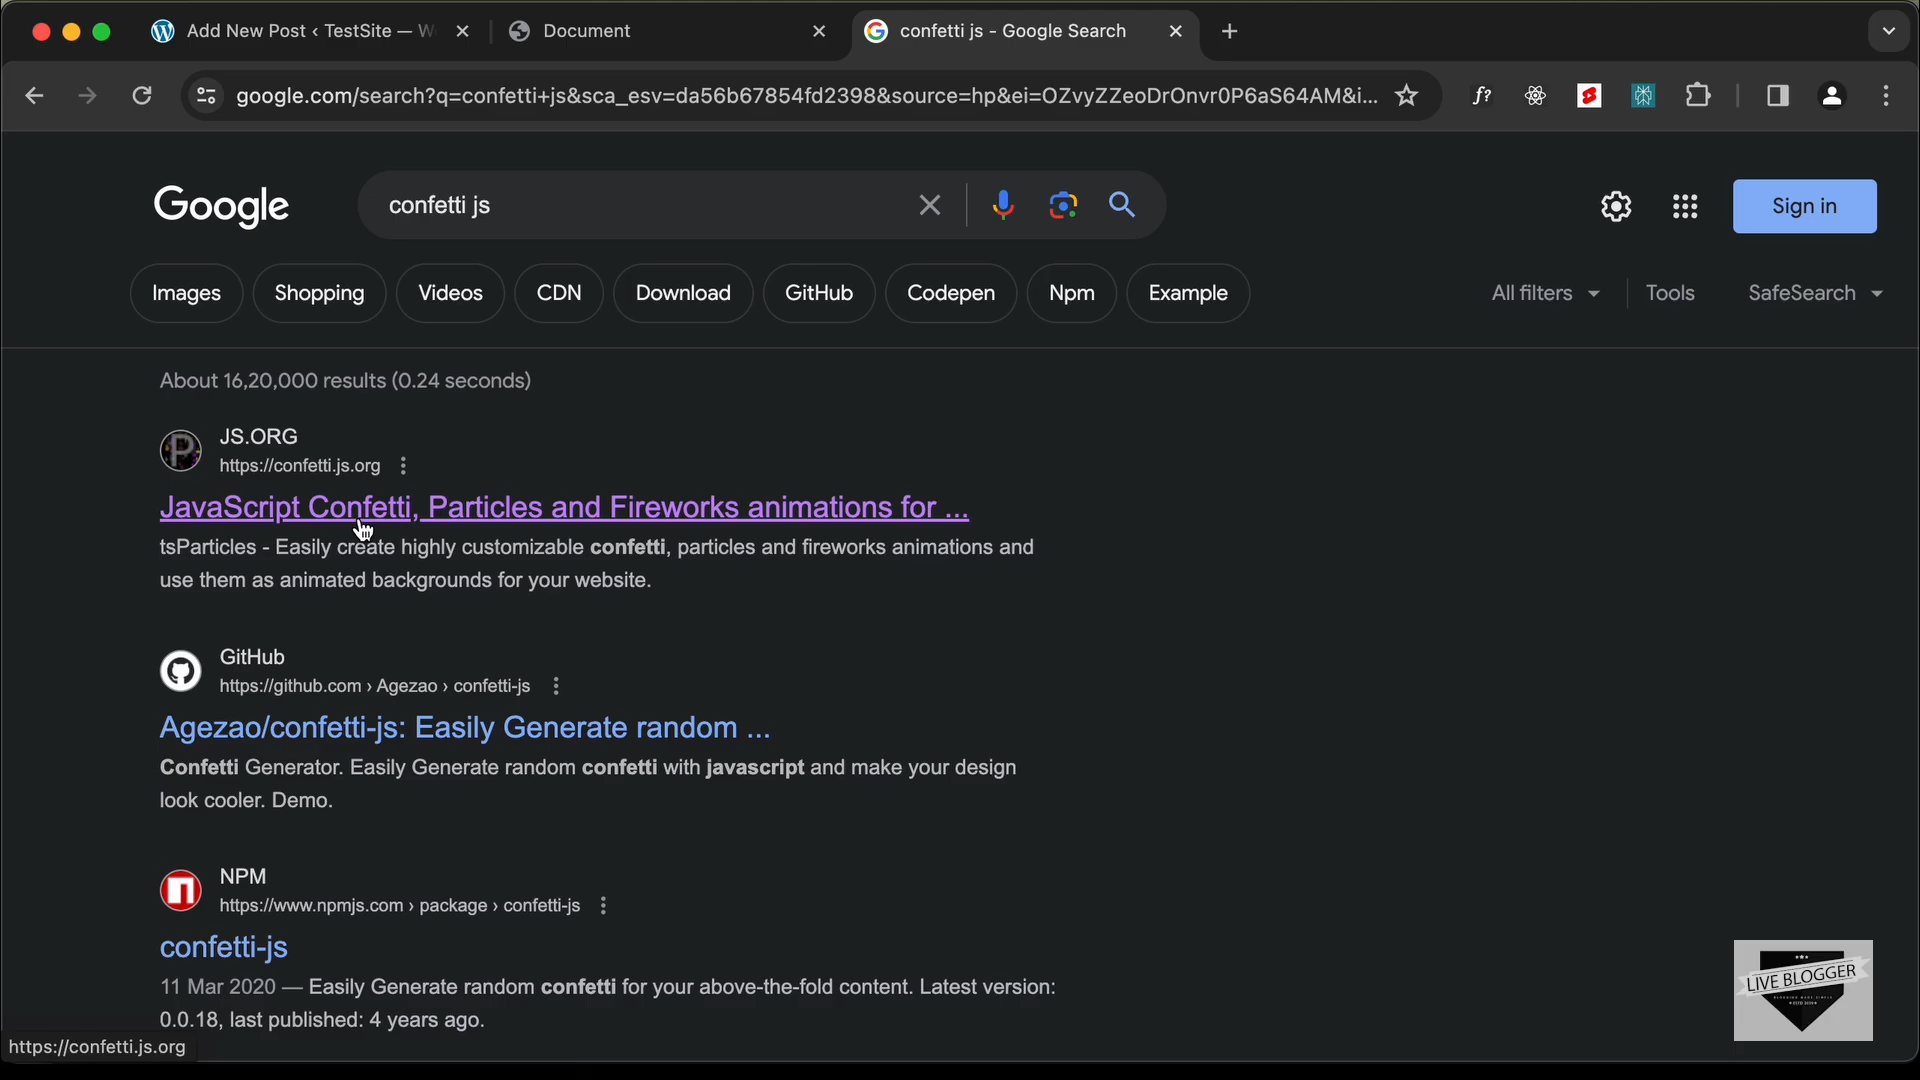 Add New Post ‹ TestSite — W
Document
confetti js - Google Search
google.com/search?q=confetti+js&sca_esv=da56b67854fd2398&source=hp&ei=OZvyZZeoDrOnvr0P6aS64AM&i...
f?
Google
confetti js
Sign in
Images
Shopping
Videos
CDN
Download
GitHub
Codepen
Npm
Example
All filters
Tools
SafeSearch
About 16,20,000 results (0.24 seconds)
JS.ORG
https://confetti.js.org
JavaScript Confetti, Particles and Fireworks animations for ...
tsParticles - Easily create highly customizable confetti, particles and fireworks animations and
use them as animated backgrounds for your website.
GitHub
https://github.com › Agezao › confetti-js
Agezao/confetti-js: Easily Generate random ...
Confetti Generator. Easily Generate random confetti with javascript and make your design
look cooler. Demo.
NPM
https://www.npmjs.com › package › confetti-js
confetti-js
11 Mar 2020 — Easily Generate random confetti for your above-the-fold content. Latest version:
0.0.18, last published: 4 years ago.
https://confetti.js.org
LIVE BLOGGER